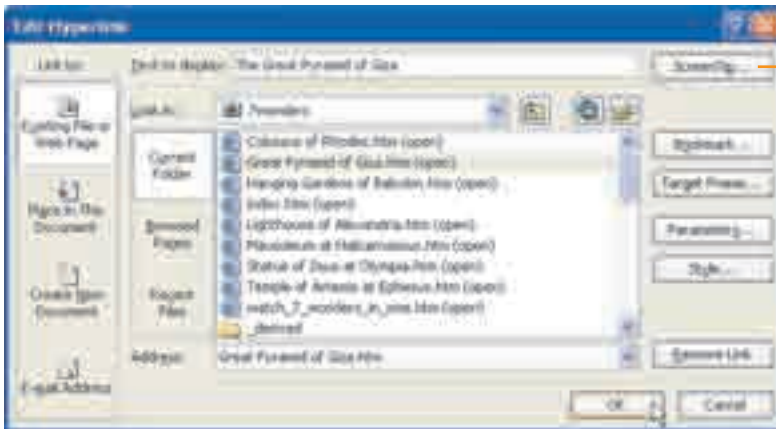 Edit Hyperlink
Link to:
Text to display: The Great Pyramid of Giza
ScreenTip...
Existing File or
Web Page
Look in: 7wonders
Bookmark...
Current
Folder
Colossus of Rhodes.htm (open)
Great Pyramid of Giza.htm (open)
Hanging Gardens of Babylon.htm (open)
index.htm (open)
Lighthouse of Alexandria.htm (open)
Mausoleum at Halicarnassus.htm (open)
Statue of Zeus at Olympia.htm (open)
Temple of Artemis at Ephesus.htm (open)
watch_7_wonders_in_one.htm (open)
_derived
Target Frame...
Place in This
Document
Browsed
Pages
Parameters...
Style...
Create New
Document
Recent
Files
E-mail Address
Address: Great Pyramid of Giza.htm
Remove Link
OK
Cancel